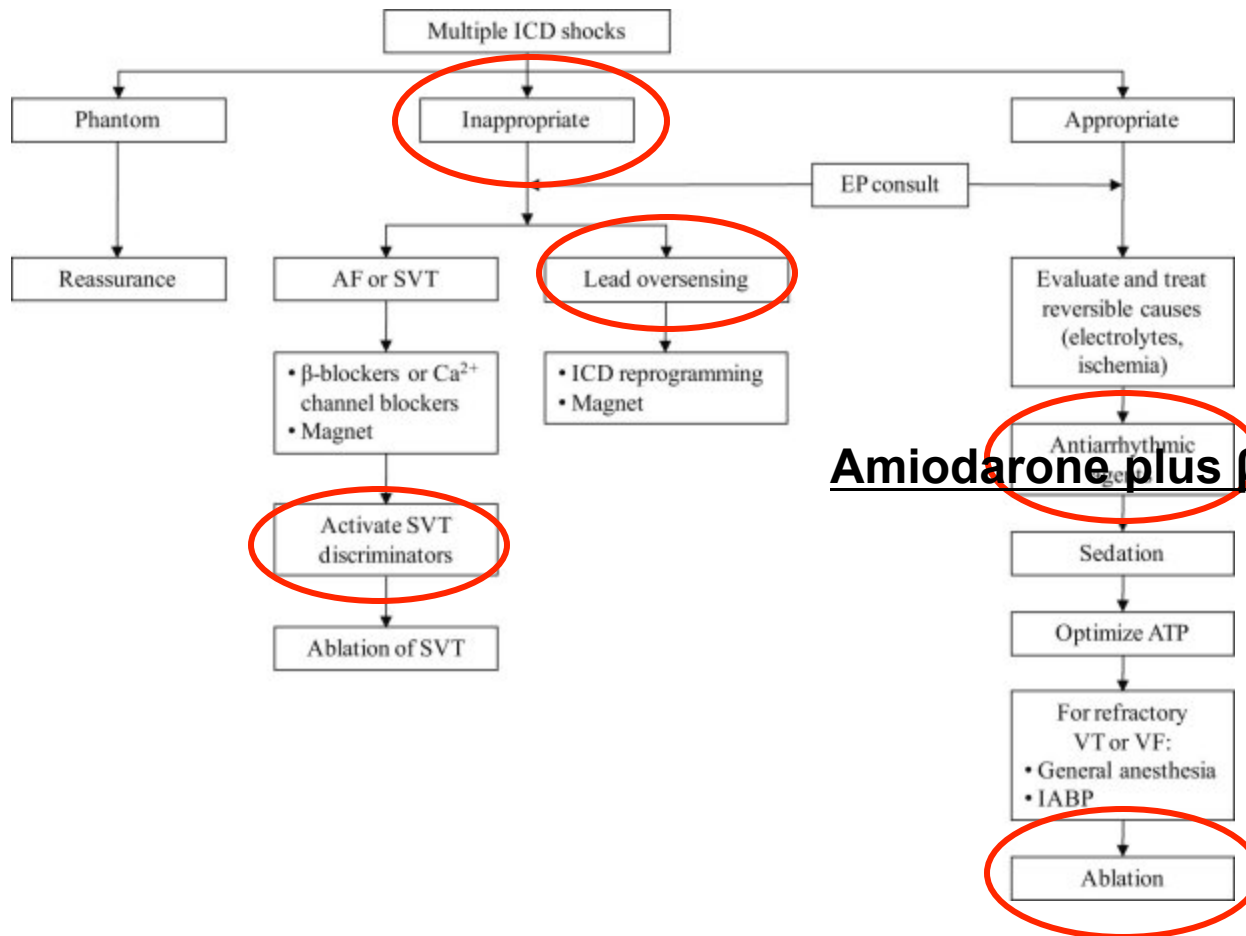 Multiple ICD shocks
Phantom
Inappropriate
Appropriate
EP consult
Reassurance
AF or SVT
Lead oversensing
Evaluate and treat
reversible causes
(electrolytes,
ischemia)
• β-blockers or Ca²⁺
channel blockers
• Magnet
• ICD reprogramming
• Magnet
Antiarrhythmic
agents
Amiodarone plus β
Activate SVT
discriminators
Sedation
Ablation of SVT
Optimize ATP
For refractory
VT or VF:
• General anesthesia
• IABP
Ablation